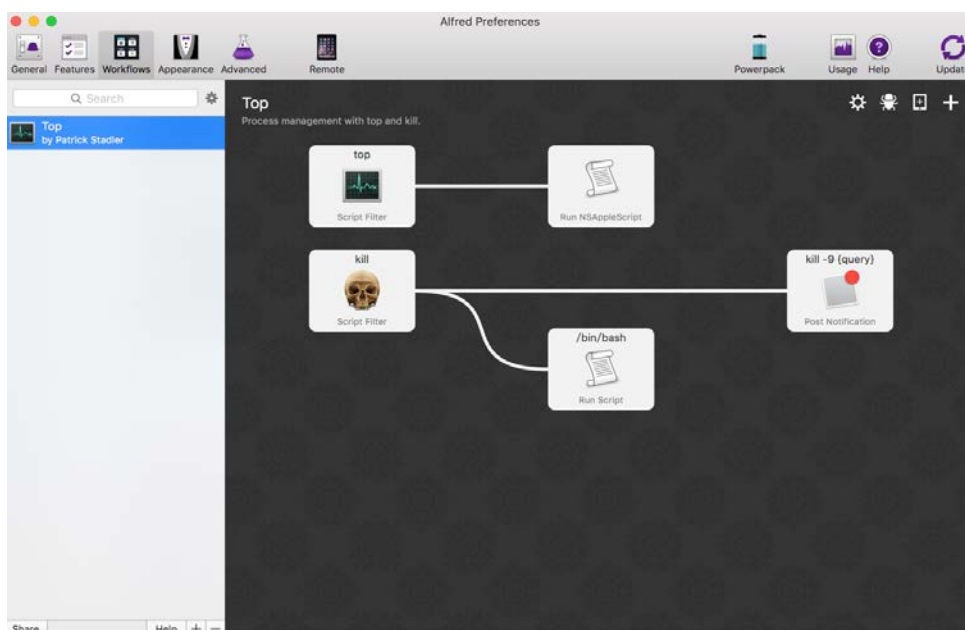 Alfred Preferences
General Features Workflows Appearance Advanced Remote Powerpack Usage Help Updat
Search
Top
by Patrick Stadler
Top
Process management with top and kill.
top
Script Filter
Run NSAppleScript
kill
Script Filter
kill -9 {query}
Post Notification
/bin/bash
Run Script
Share Help + −